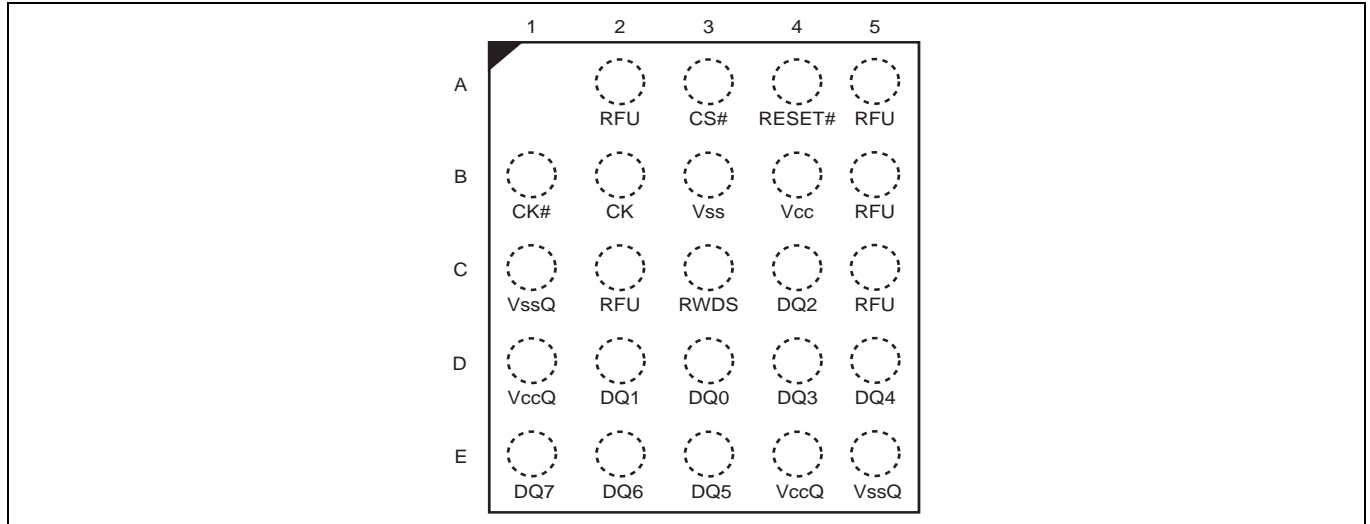 1 2 3 4 5
A
RFU CS# RESET# RFU
B
CK# CK Vss Vcc RFU
C
VssQ RFU RWDS DQ2 RFU
D
VccQ DQ1 DQ0 DQ3 DQ4
E
DQ7 DQ6 DQ5 VccQ VssQ